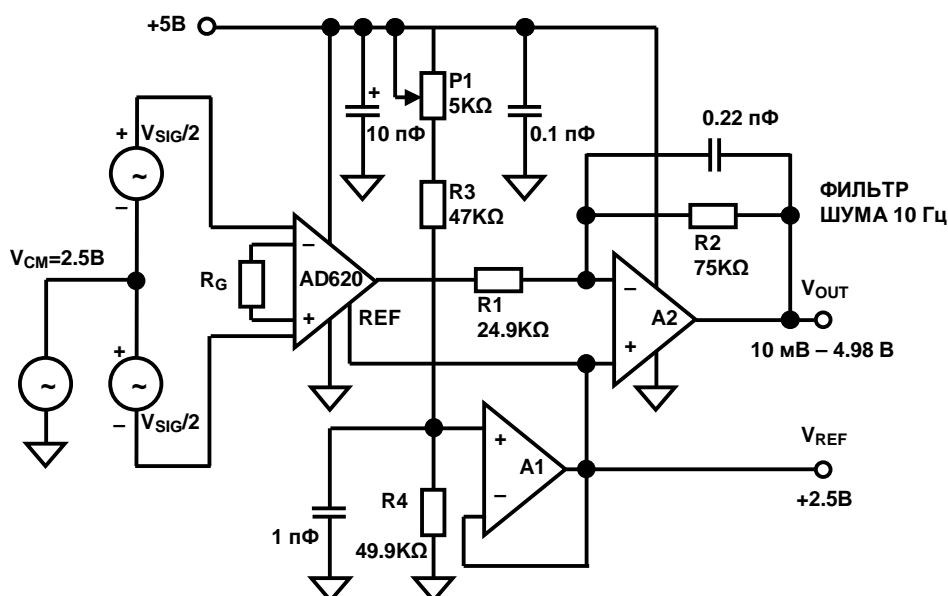 +5В
P1
5KΩ
+
10 пФ
0.1 пФ
0.22 пФ
+
VSIG/2
~
−
R3
47KΩ
ФИЛЬТР
ШУМА 10 Гц
R2
75KΩ
VCM=2.5В
RG
−
AD620
+
REF
R1
24.9KΩ
−
A2
+
VOUT
10 мВ – 4.98 В
~
+
~
−
VSIG/2
+
A1
−
VREF
+2.5В
R4
49.9KΩ
1 пФ